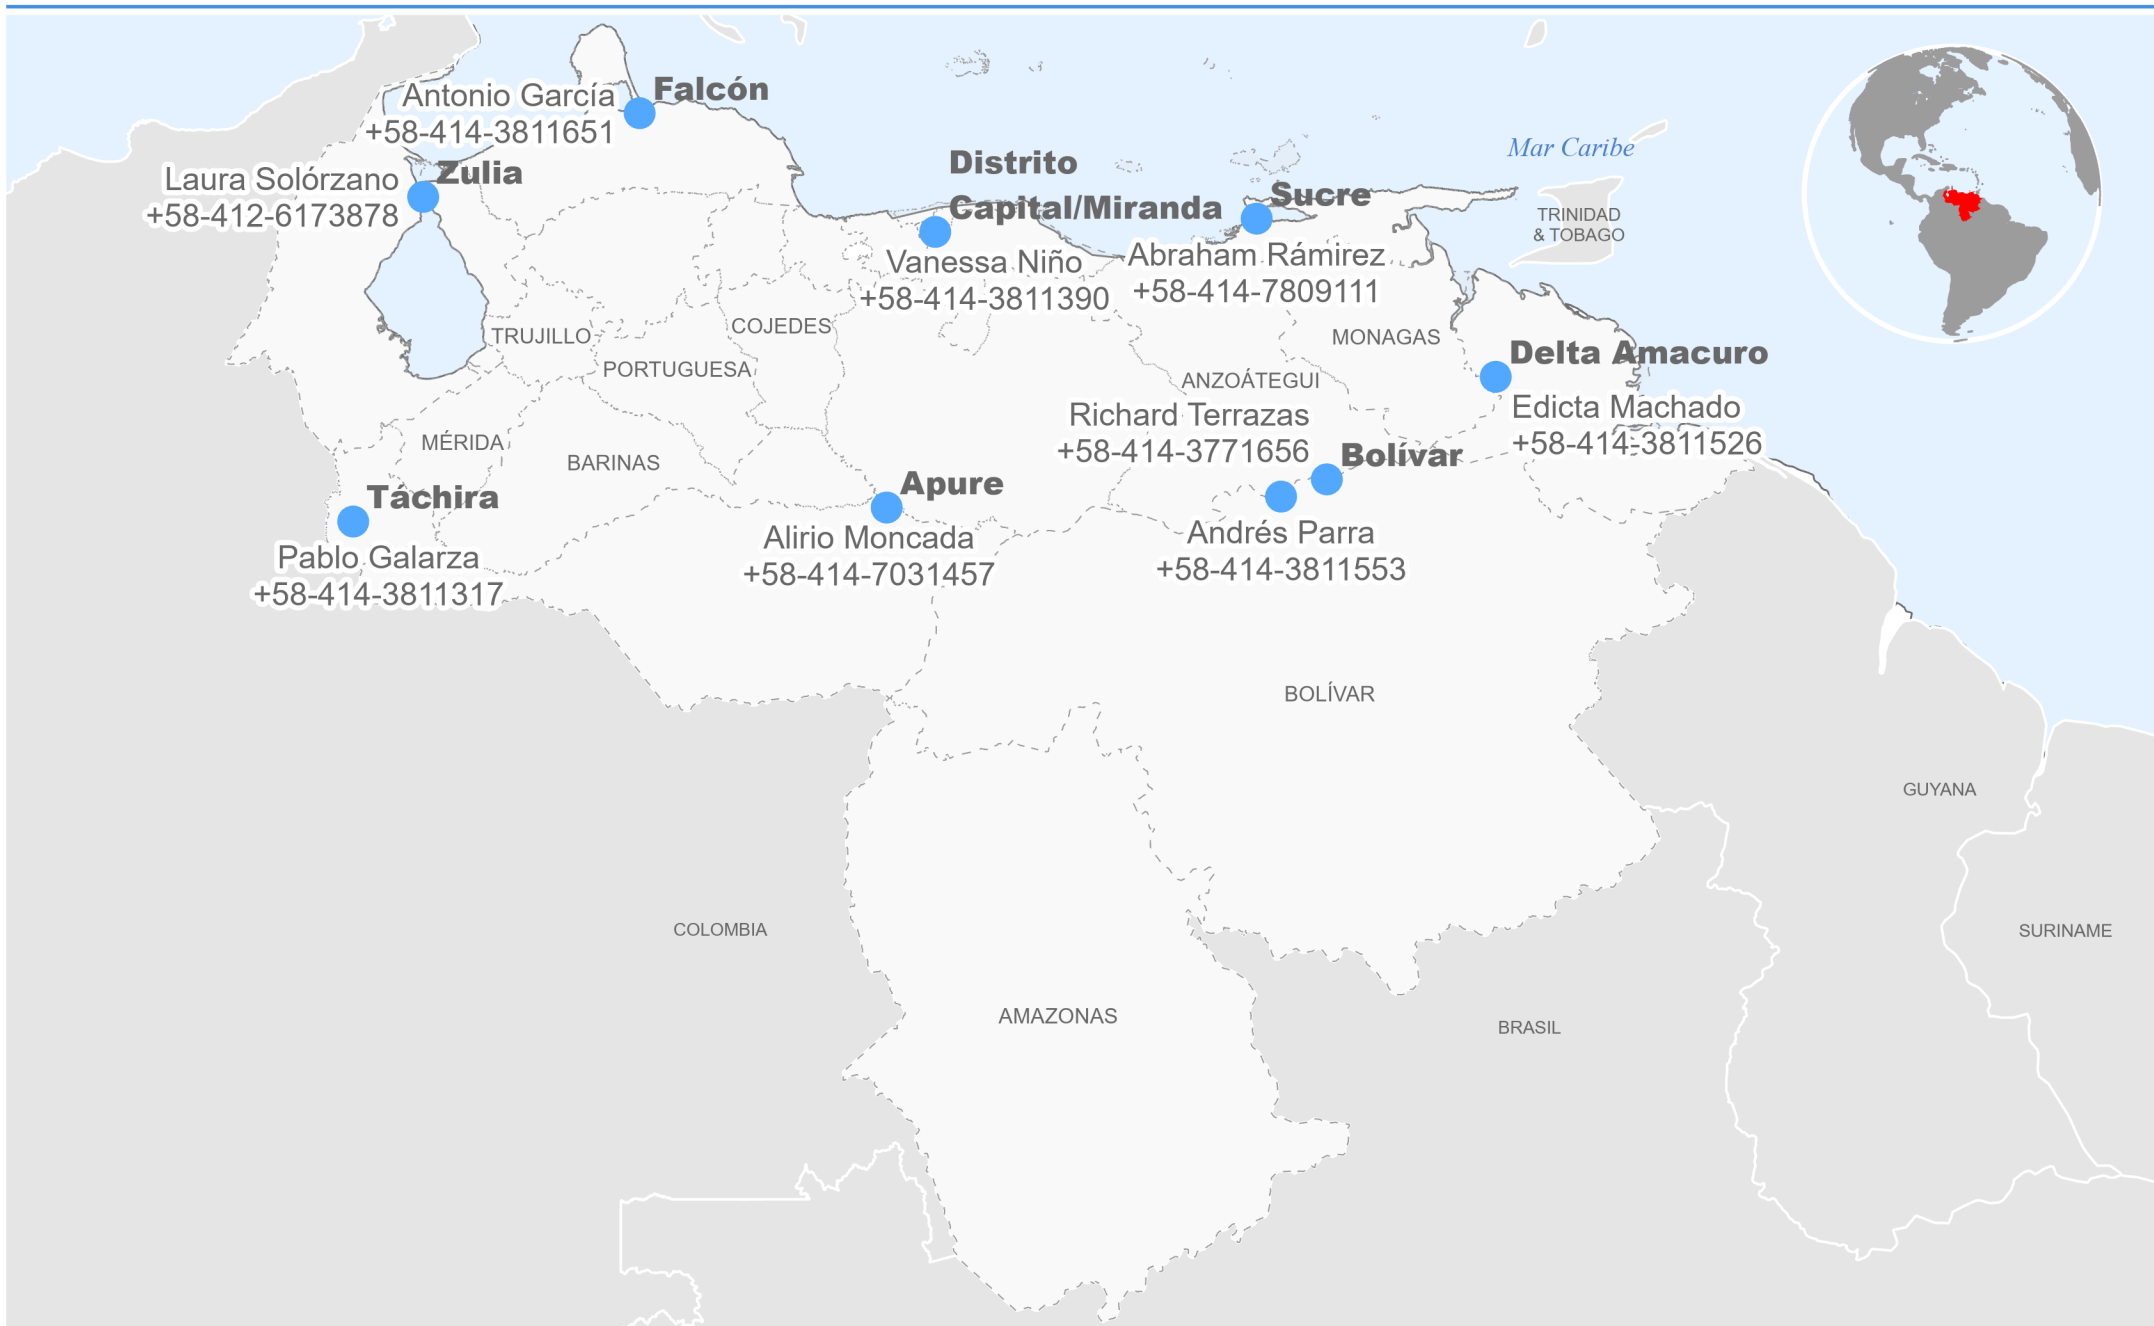 Falcón
Antonio García
+58-414-3811651
Zulia
Laura Solórzano
+58-412-6173878
Distrito
Capital/Miranda
Vanessa Niño
+58-414-3811390
Sucre
Abraham Rámirez
+58-414-7809111
Mar Caribe
TRINIDAD
& TOBAGO
TRUJILLO
COJEDES
PORTUGUESA
MONAGAS
ANZOÁTEGUI
Delta Amacuro
Edicta Machado
+58-414-3811526
Richard Terrazas
+58-414-3771656
Bolívar
Andrés Parra
+58-414-3811553
MÉRIDA
BARINAS
Apure
Alirio Moncada
+58-414-7031457
Táchira
Pablo Galarza
+58-414-3811317
BOLÍVAR
GUYANA
COLOMBIA
SURINAME
AMAZONAS
BRASIL